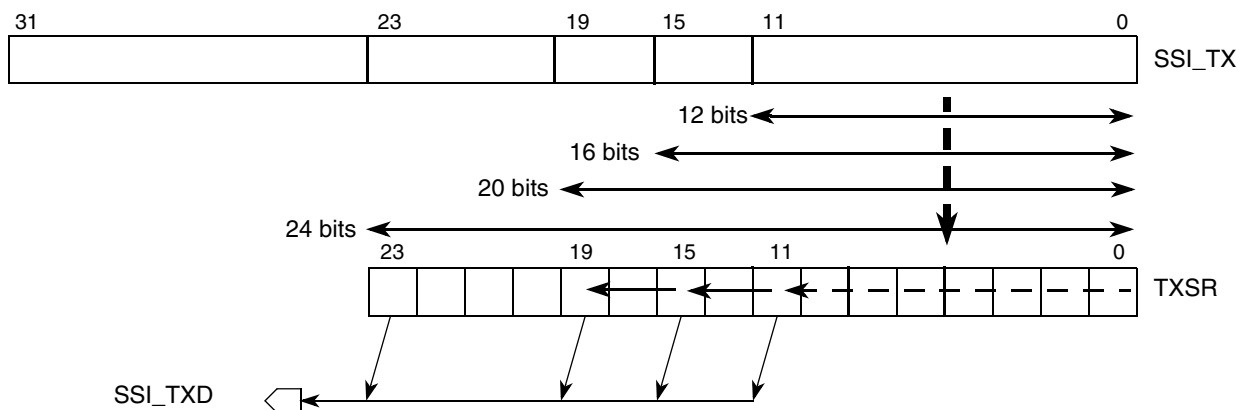 31 23 19 15 11 0
SSI_TX
12 bits
16 bits
20 bits
24 bits
23 19 15 11 0
TXSR
SSI_TXD